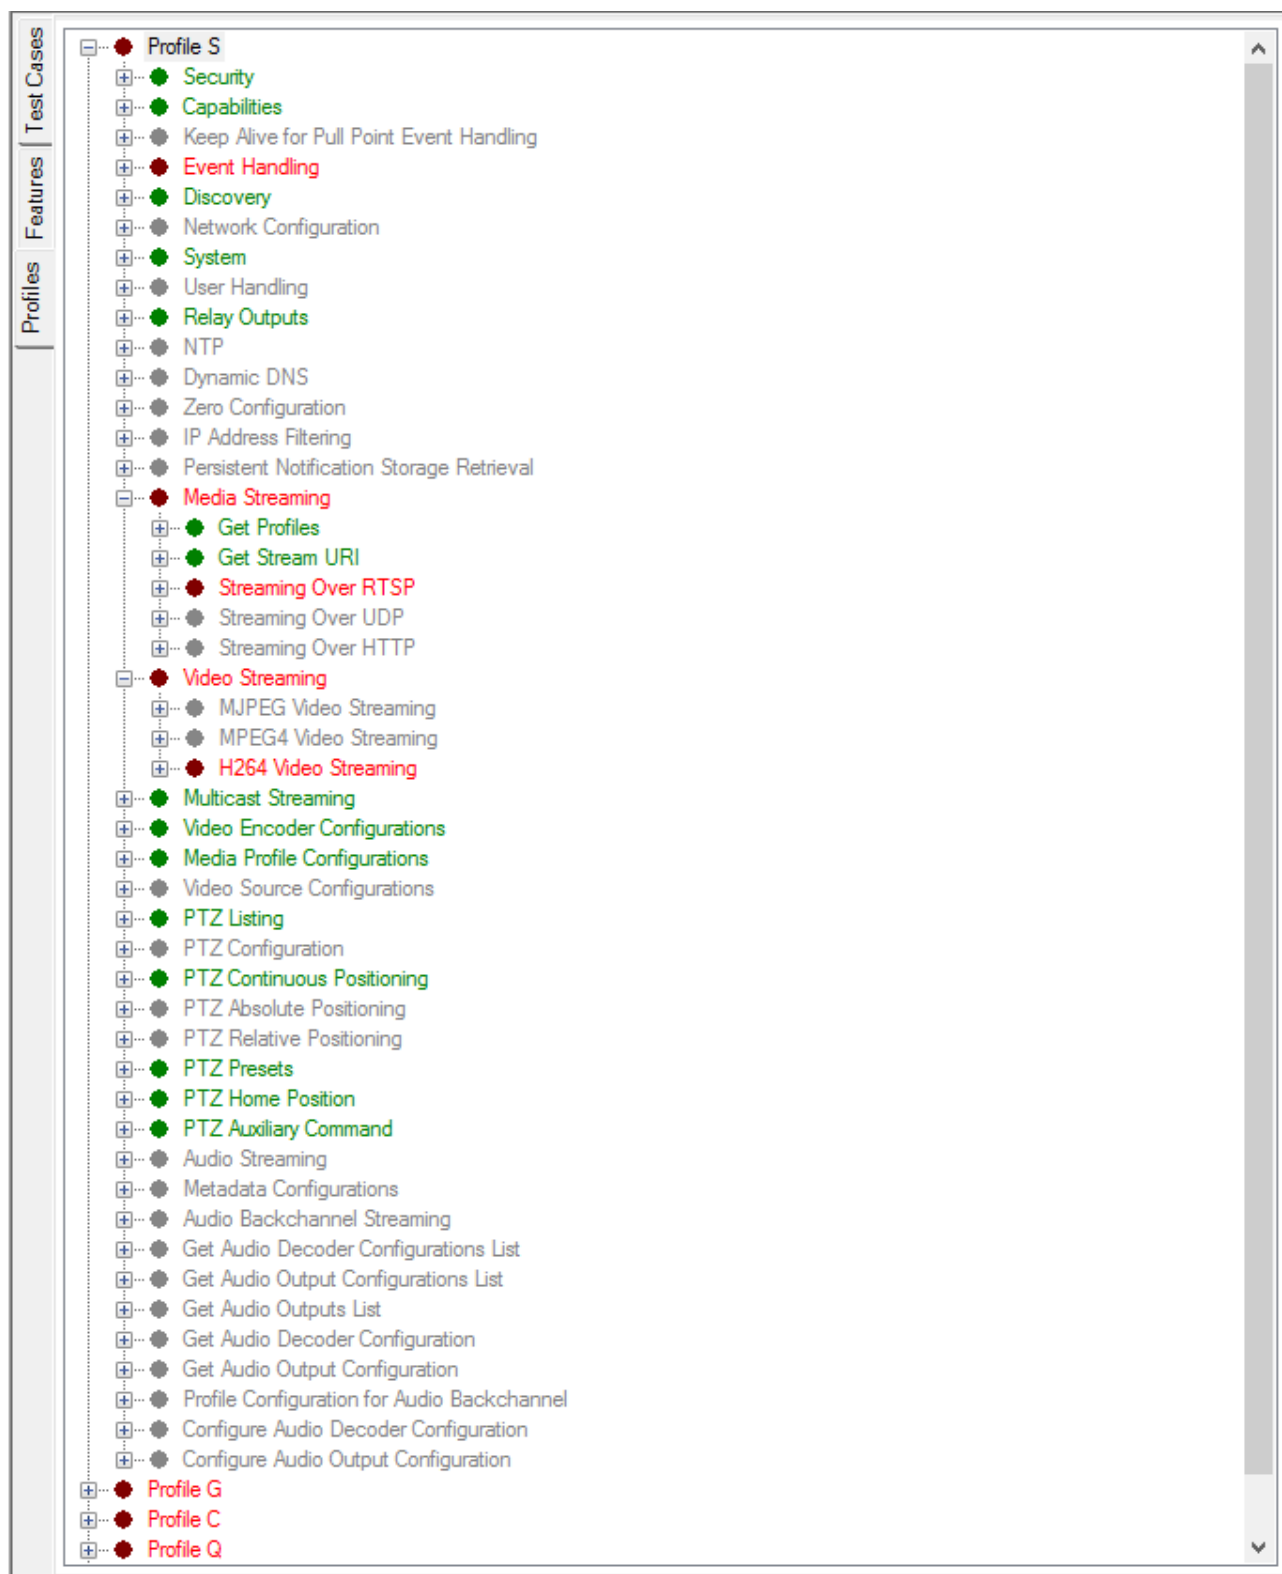 Test Cases
Features
Profiles
Profile S
Security
Capabilities
Keep Alive for Pull Point Event Handling
Event Handling
Discovery
Network Configuration
System
User Handling
Relay Outputs
NTP
Dynamic DNS
Zero Configuration
IP Address Filtering
Persistent Notification Storage Retrieval
Media Streaming
Get Profiles
Get Stream URI
Streaming Over RTSP
Streaming Over UDP
Streaming Over HTTP
Video Streaming
MJPEG Video Streaming
MPEG4 Video Streaming
H264 Video Streaming
Multicast Streaming
Video Encoder Configurations
Media Profile Configurations
Video Source Configurations
PTZ Listing
PTZ Configuration
PTZ Continuous Positioning
PTZ Absolute Positioning
PTZ Relative Positioning
PTZ Presets
PTZ Home Position
PTZ Auxiliary Command
Audio Streaming
Metadata Configurations
Audio Backchannel Streaming
Get Audio Decoder Configurations List
Get Audio Output Configurations List
Get Audio Outputs List
Get Audio Decoder Configuration
Get Audio Output Configuration
Profile Configuration for Audio Backchannel
Configure Audio Decoder Configuration
Configure Audio Output Configuration
Profile G
Profile C
Profile Q